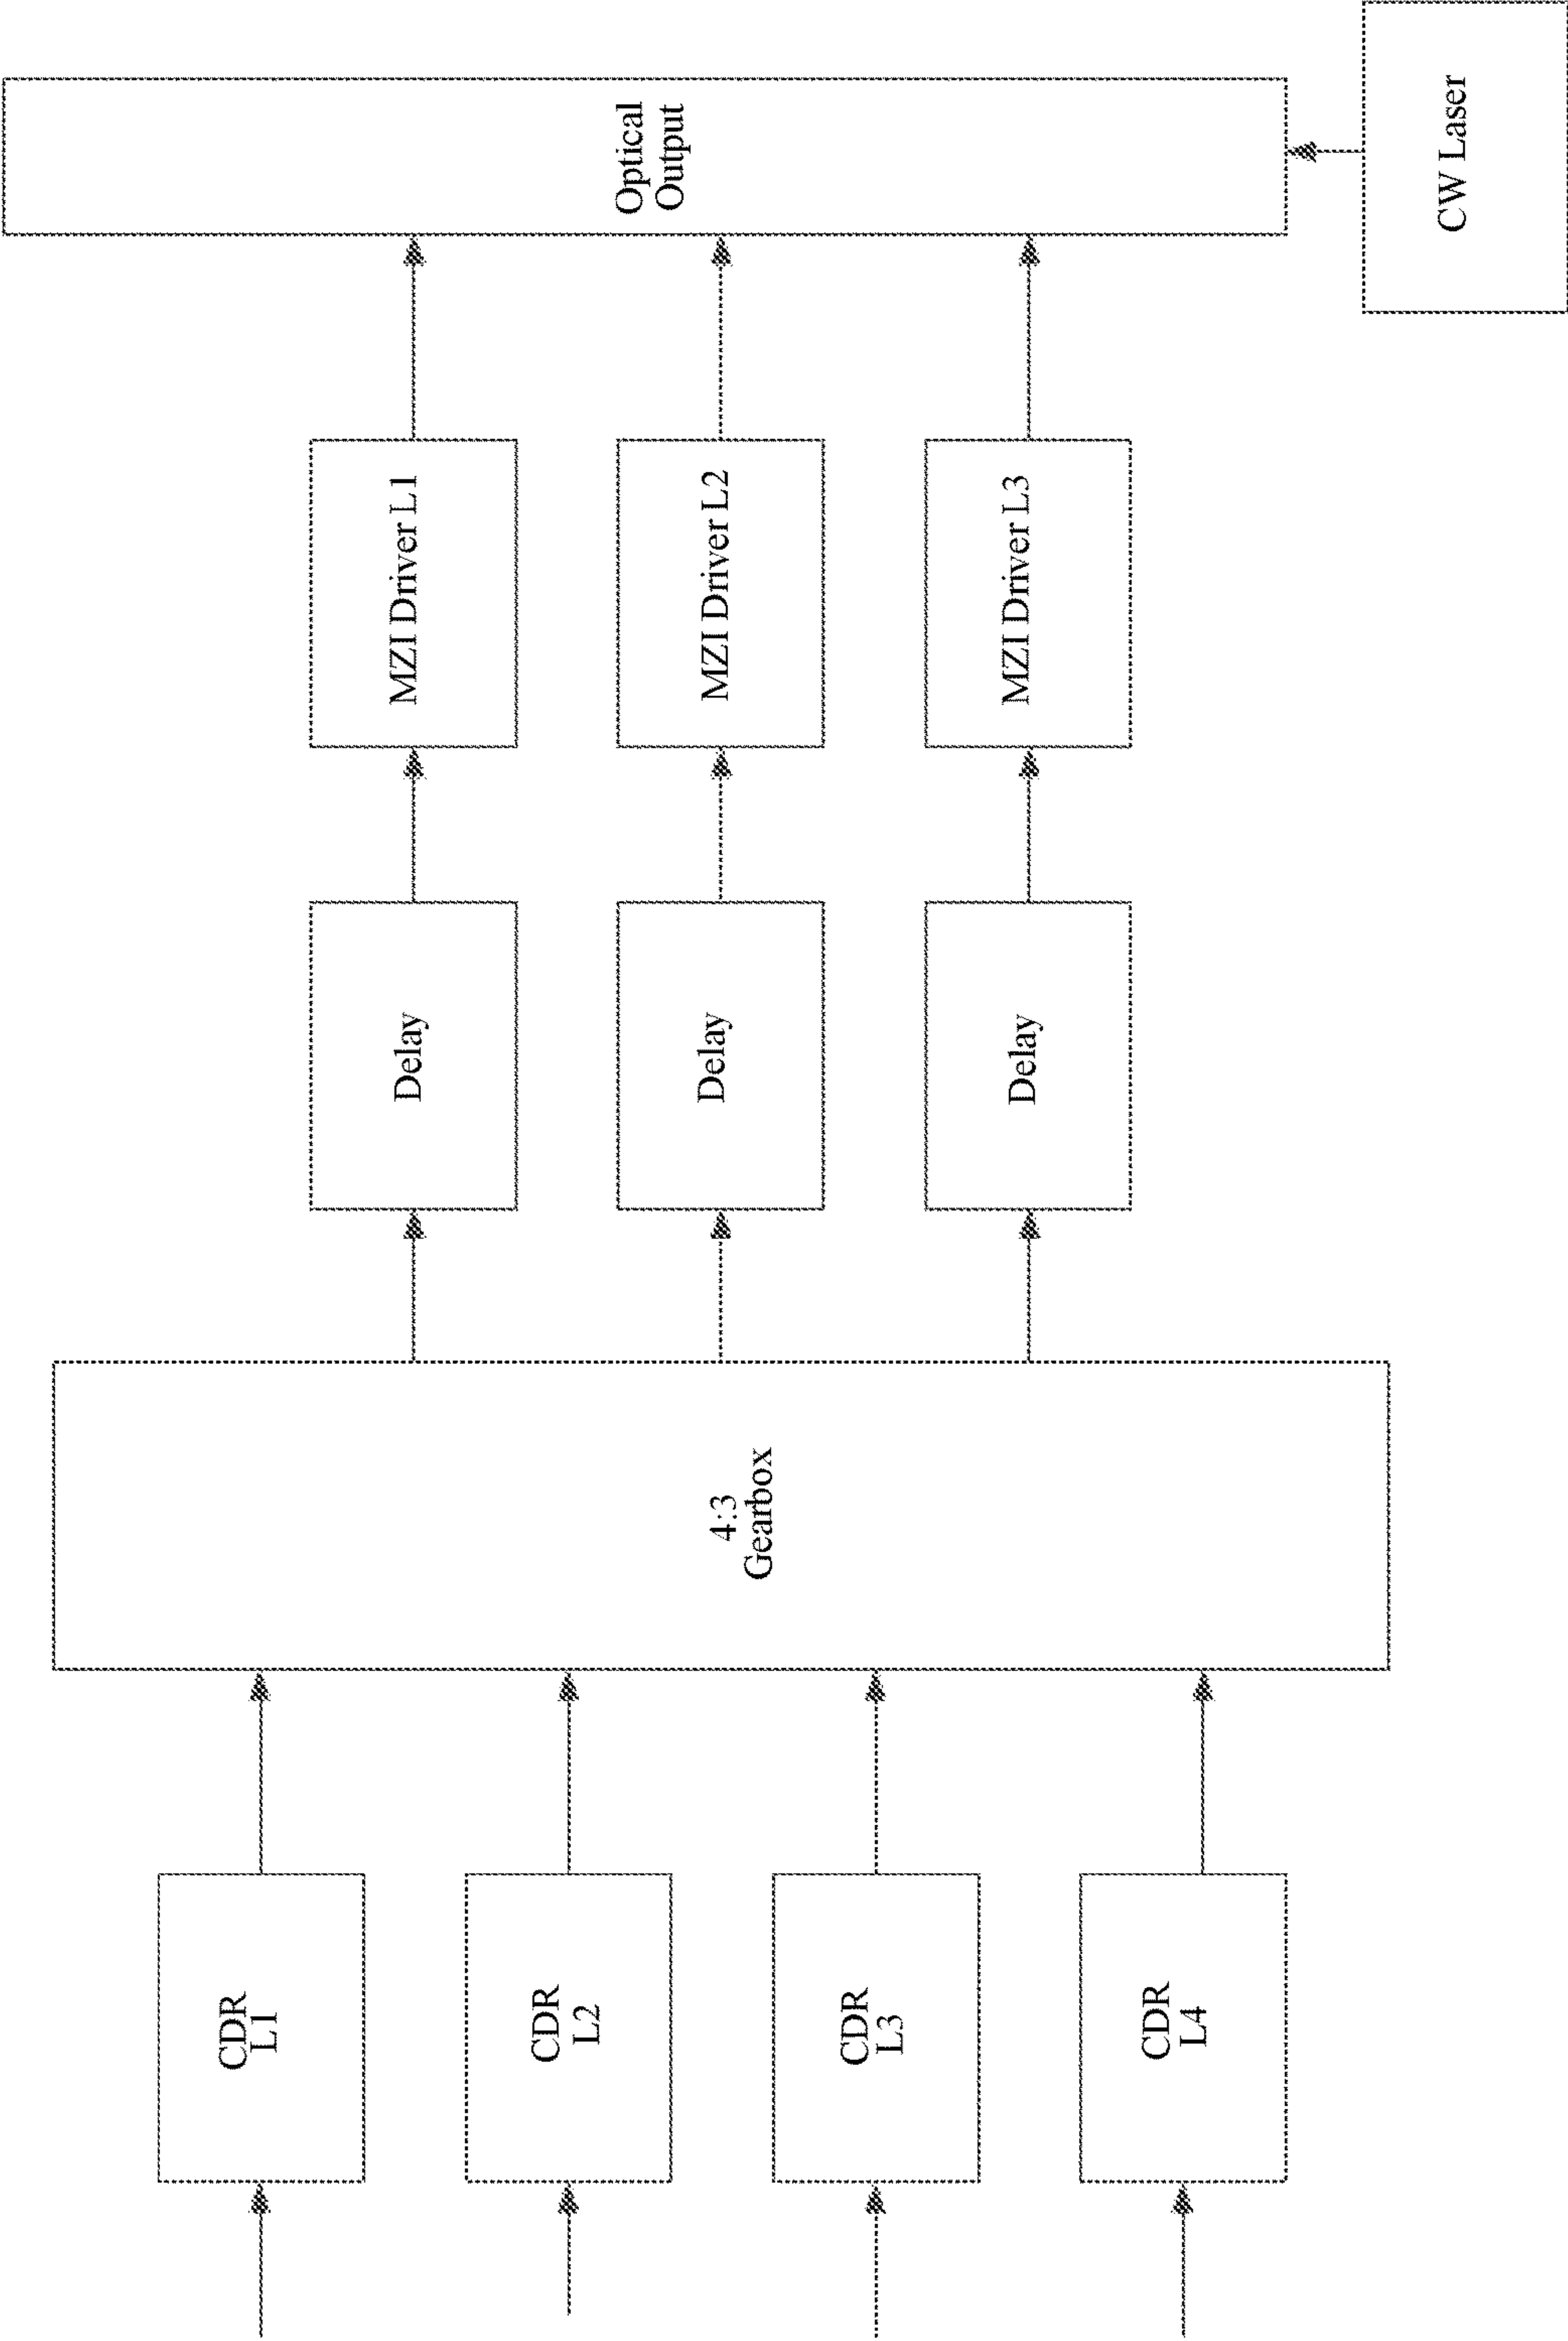 CDR
L1
CDR
L2
CDR
L3
CDR
L4
4:3
Gearbox
Delay
Delay
Delay
MZI Driver L1
MZI Driver L2
MZI Driver L3
Optical
Output
CW Laser